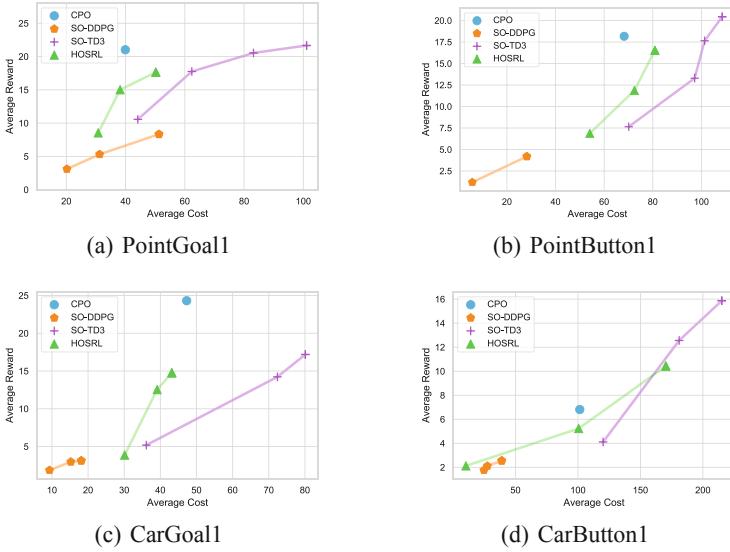 CPO
SO-DDPG
SO-TD3
HOSRL
25
20
15
10
5
0
Average Reward
20 40 60 80 100
Average Cost
(a) PointGoal1
CPO
SO-DDPG
SO-TD3
HOSRL
20.0
17.5
15.0
12.5
10.0
7.5
5.0
2.5
Average Reward
0 20 40 60 80 100
Average Cost
(b) PointButton1
CPO
SO-DDPG
SO-TD3
HOSRL
25
20
15
10
5
Average Reward
10 20 30 40 50 60 70 80
Average Cost
(c) CarGoal1
CPO
SO-DDPG
SO-TD3
HOSRL
16
14
12
10
8
6
4
2
Average Reward
50 100 150 200
Average Cost
(d) CarButton1